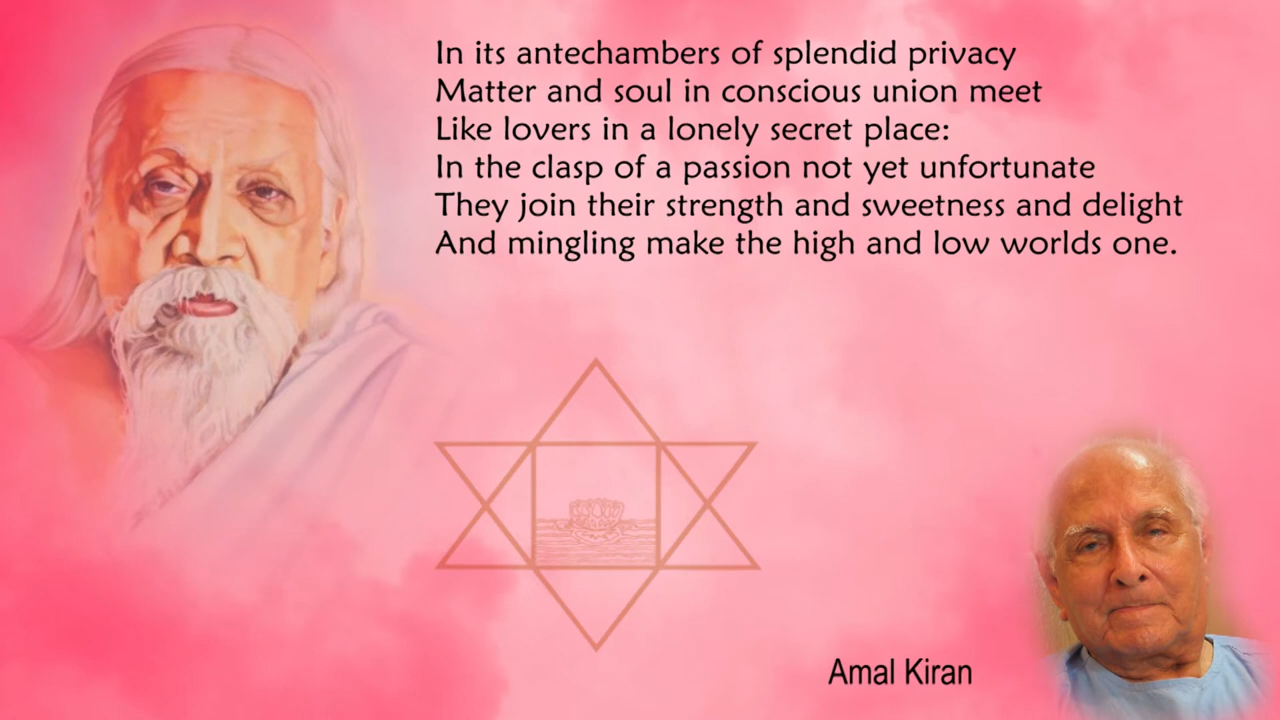 In its antechambers of splendid privacy
Matter and soul in conscious union meet
Like lovers in a lonely secret place:
In the clasp of a passion not yet unfortunate
They join their strength and sweetness and delight
And mingling make the high and low worlds one.
Amal Kiran